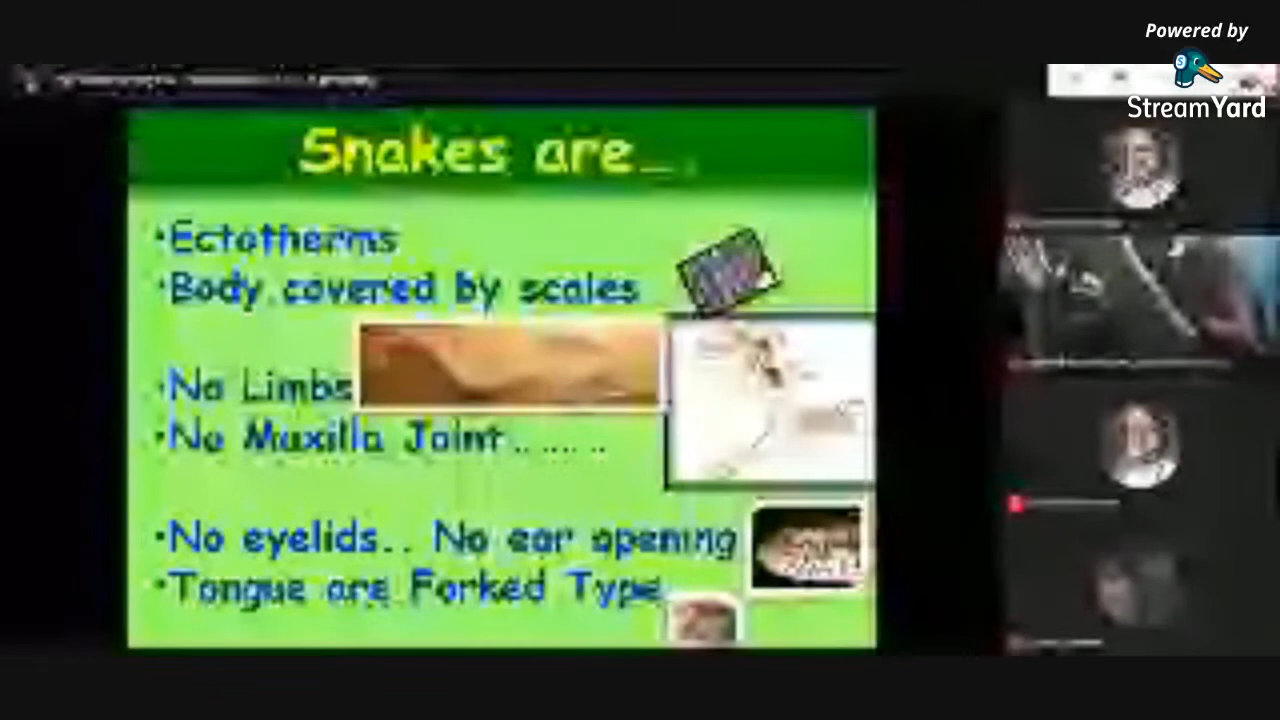 Powered by
StreamYard
Snakes are....
•Ectotherms
•Body covered by scales
•No Limbs
•No Maxilla Joint.......
•No eyelids.. No ear opening
•Tongue are Forked Type